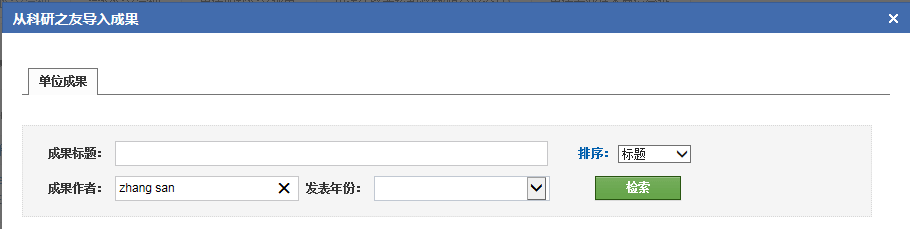 从科研之友导入成果
单位成果
成果标题： 排序： 标题
成果作者： zhang san 发表年份： 检索